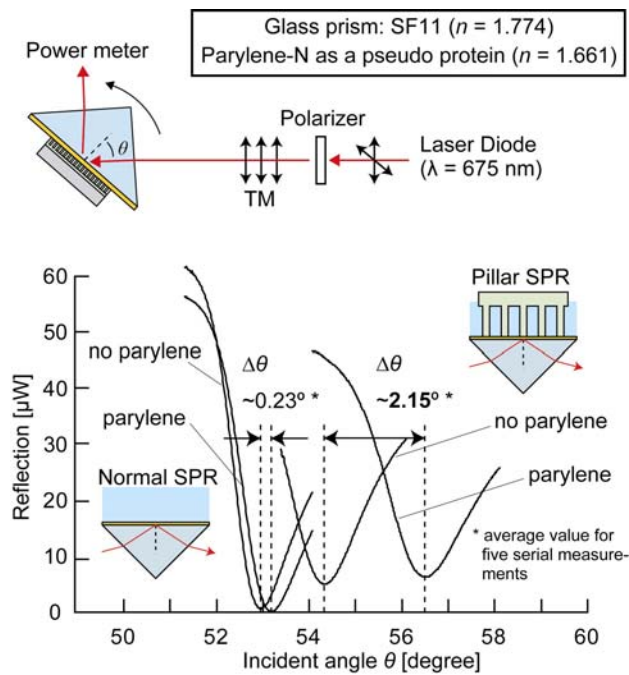 Glass prism: SF11 (n = 1.774)
Parylene-N as a pseudo protein (n = 1.661)
Power meter
θ
Polarizer
TM
Laser Diode
(λ = 675 nm)
Reflection [µW]
60
50
40
30
20
10
0
no parylene
parylene
Normal SPR
Δθ
~0.23º *
Δθ
~2.15º *
Pillar SPR
no parylene
parylene
* average value for
five serial measure-
ments
50
52
54
56
58
60
Incident angle θ [degree]